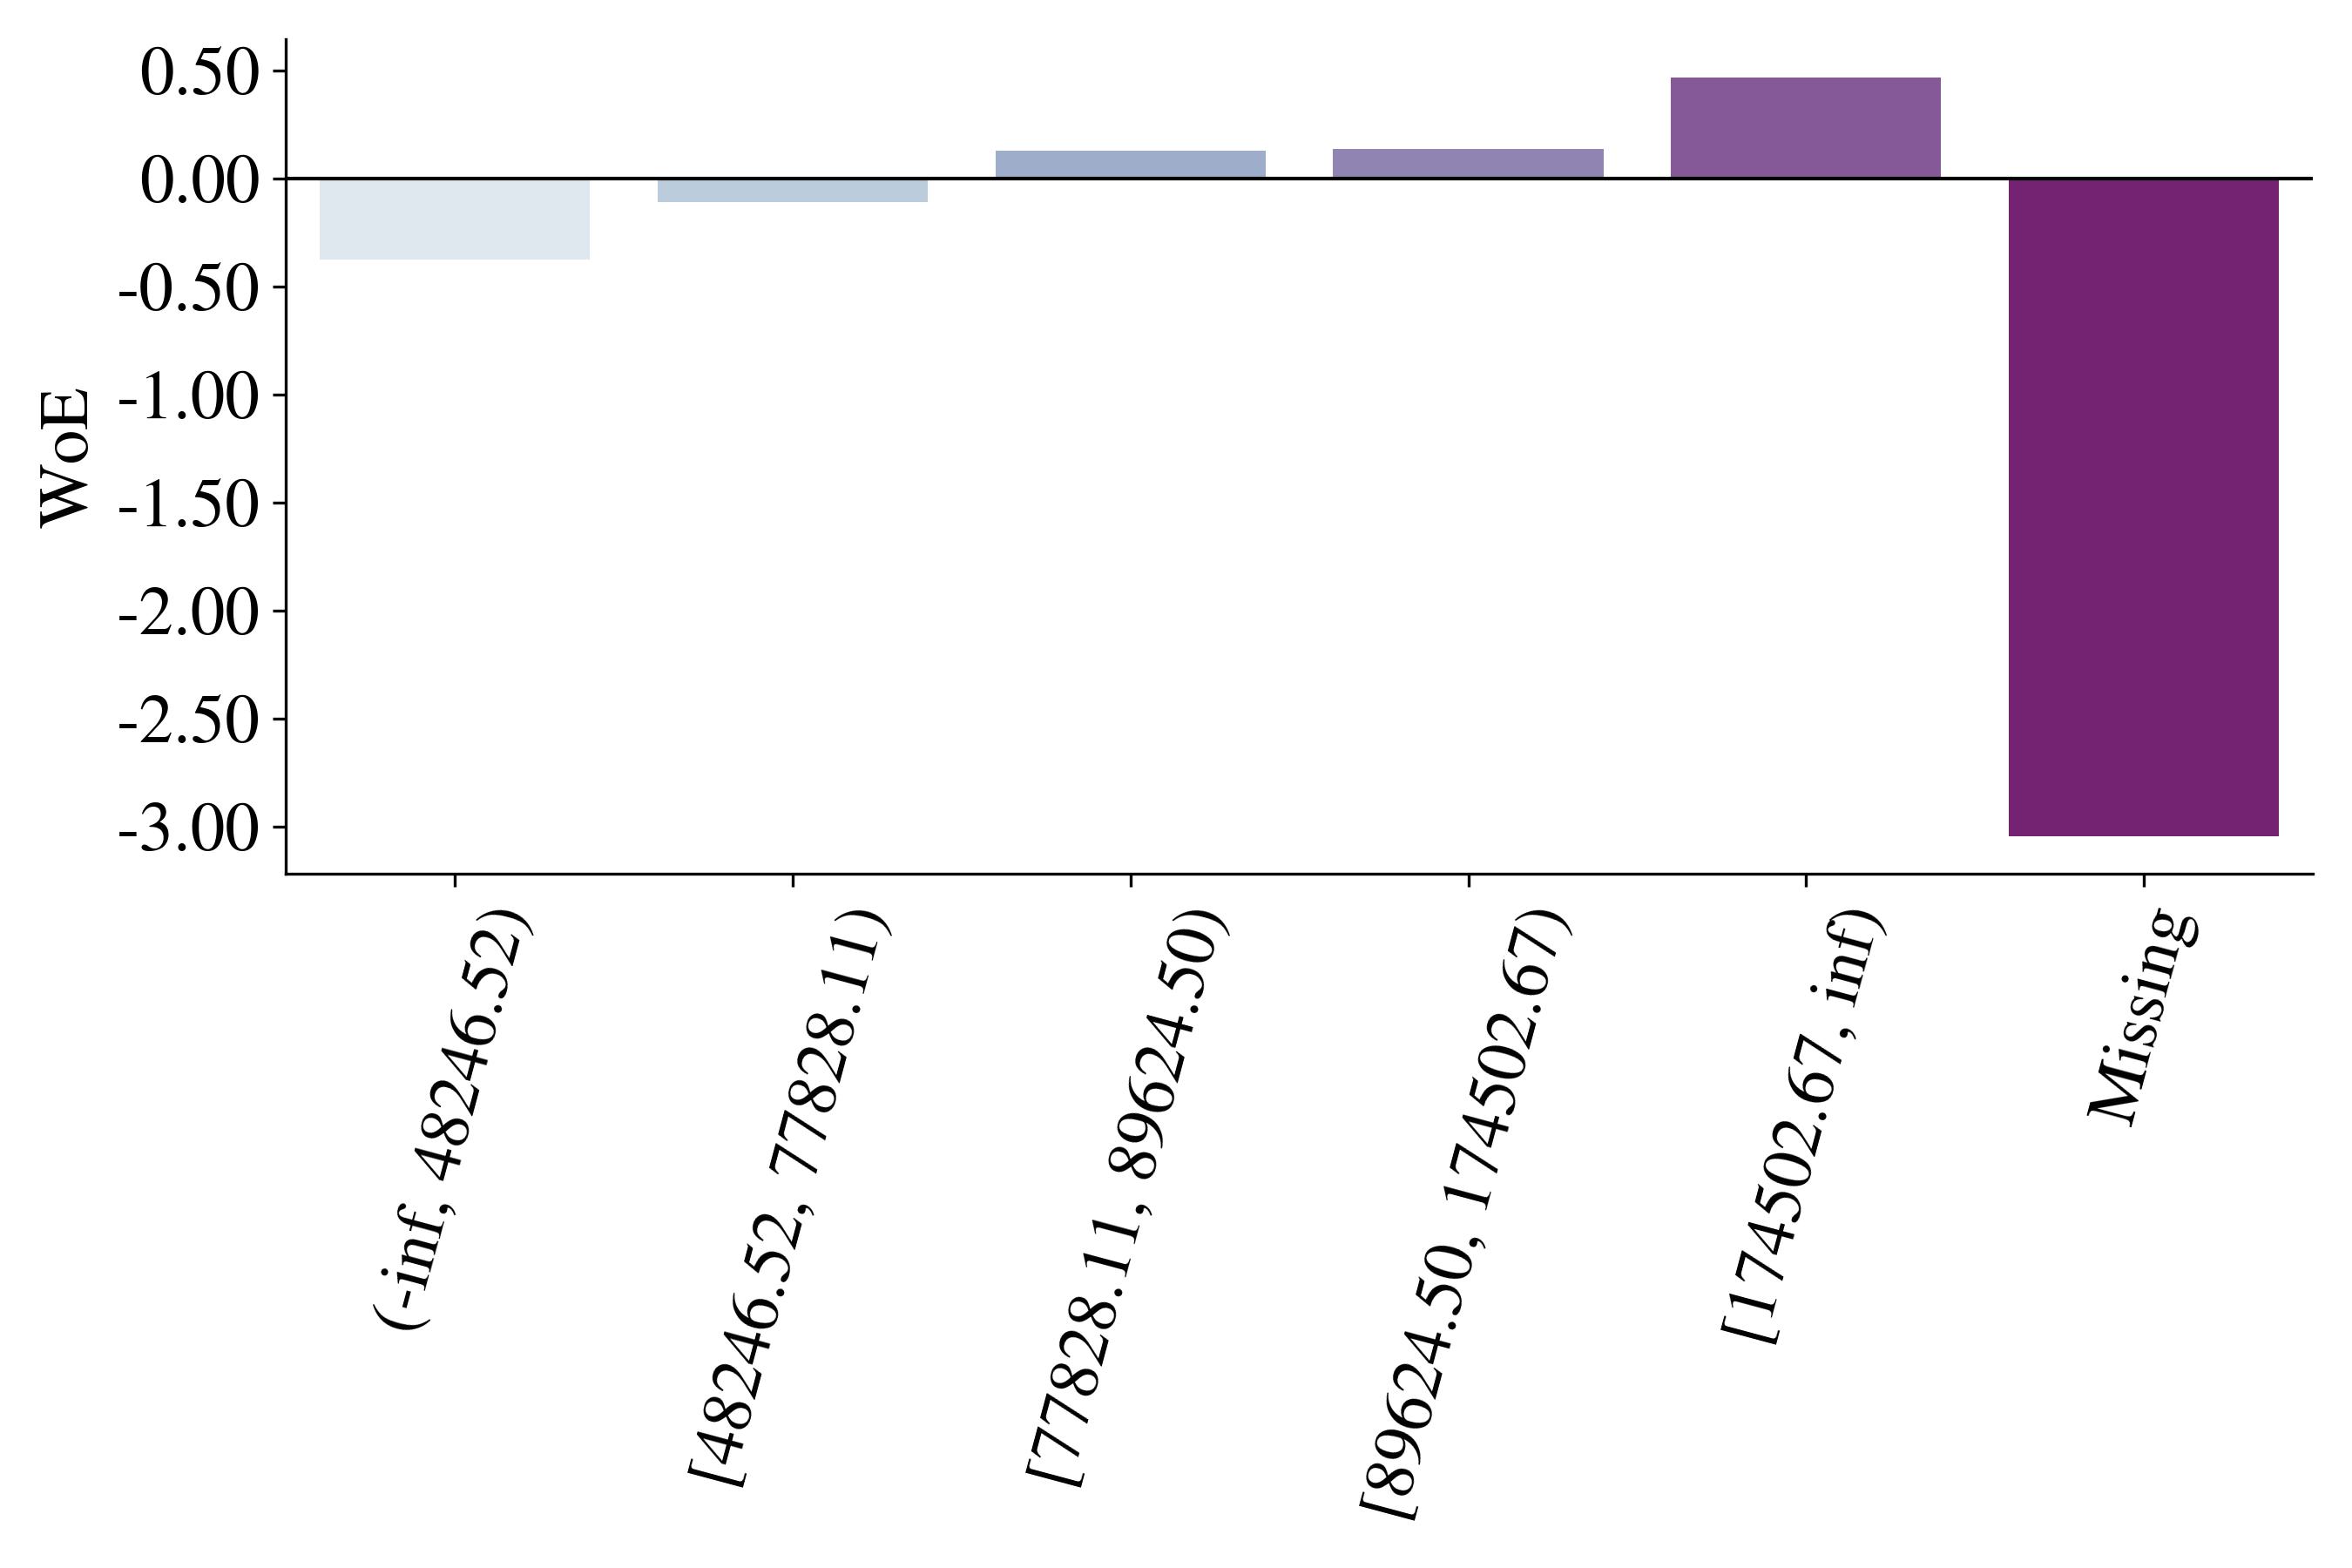 WoE
0.50
0.00
-0.50
-1.00
-1.50
-2.00
-2.50
-3.00
(-inf, 48246.52)
[48246.52, 77828.11)
[77828.11, 89624.50)
[89624.50, 174502.67)
[174502.67, inf)
Missing